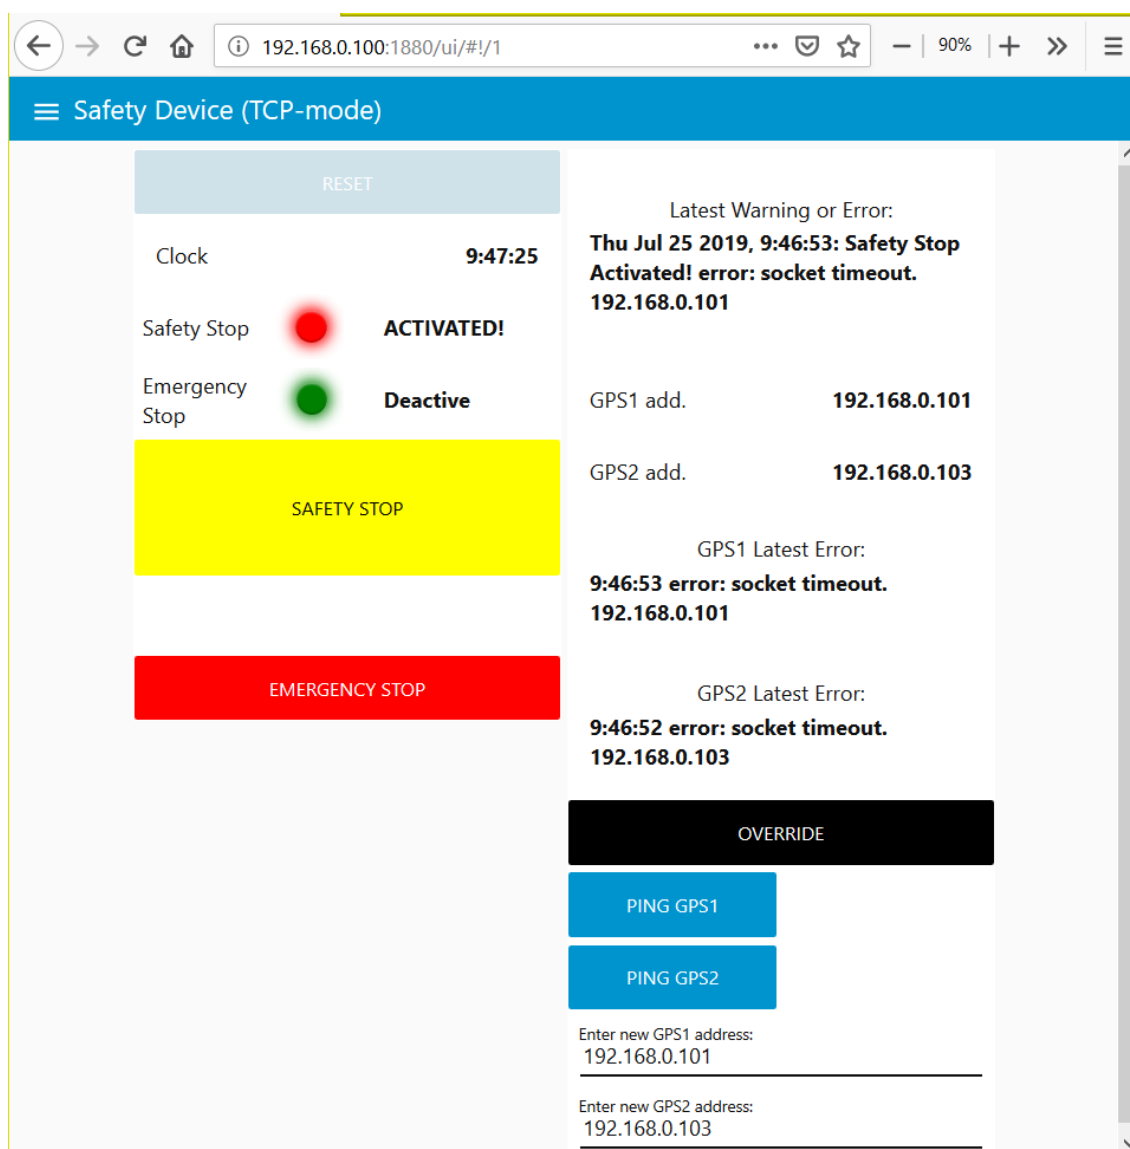 192.168.0.100:1880/ui/#!/1
90%
Safety Device (TCP-mode)
RESET
Clock
9:47:25
Safety Stop
ACTIVATED!
Emergency
Stop
Deactive
SAFETY STOP
EMERGENCY STOP
Latest Warning or Error:
Thu Jul 25 2019, 9:46:53: Safety Stop
Activated! error: socket timeout.
192.168.0.101
GPS1 add.
192.168.0.101
GPS2 add.
192.168.0.103
GPS1 Latest Error:
9:46:53 error: socket timeout.
192.168.0.101
GPS2 Latest Error:
9:46:52 error: socket timeout.
192.168.0.103
OVERRIDE
PING GPS1
PING GPS2
Enter new GPS1 address:
192.168.0.101
Enter new GPS2 address:
192.168.0.103